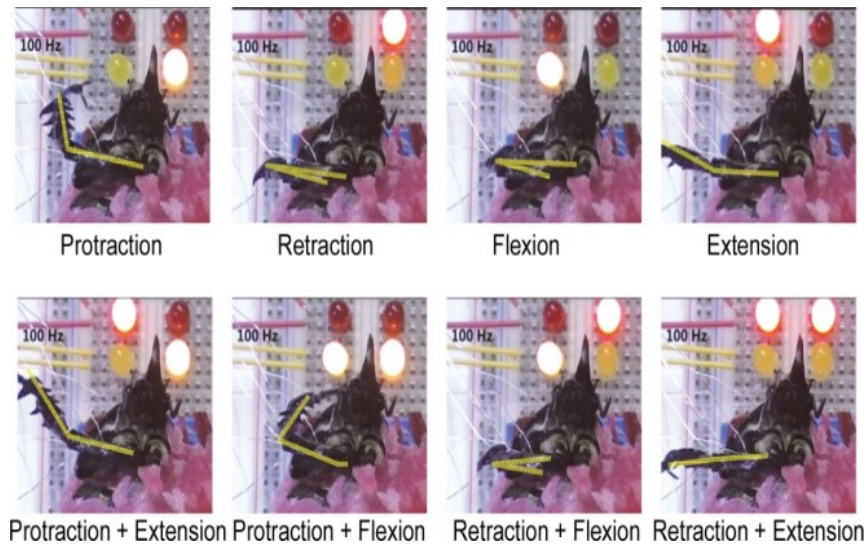 100 Hz 100 Hz 100 Hz 100 Hz
Protraction Retraction Flexion Extension
100 Hz 100 Hz 100 Hz 100 Hz
Protraction + Extension Protraction + Flexion Retraction + Flexion Retraction + Extension